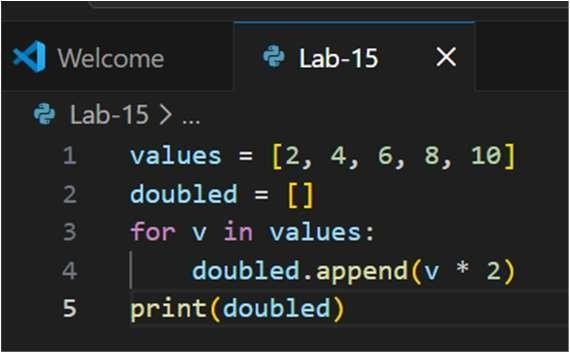 Welcome Lab-15 ×
Lab-15 > ...
1 values = [2, 4, 6, 8, 10]
2 doubled = []
3 for v in values:
4     doubled.append(v * 2)
5 print(doubled)